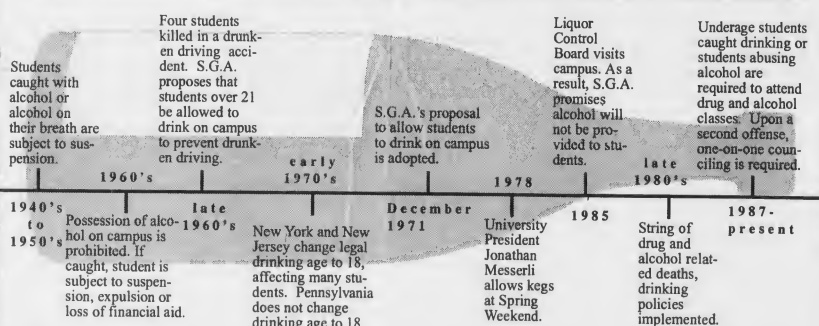 Students
caught with
alcohol or
alcohol on
their breath are
subject to sus-
pension.
1940's
to
1950's
1960's
Possession of alco-
hol on campus is
prohibited. If
caught, student is
subject to suspen-
sion, expulsion or
loss of financial aid.
Four students
killed in a drunk-
en driving acci-
dent. S.G.A.
proposes that
students over 21
be allowed to
drink on campus
to prevent drunk-
en driving.
late
1960's
early
1970's
New York and New
Jersey change legal
drinking age to 18,
affecting many stu-
dents. Pennsylvania
does not change
drinking age to 18
S.G.A.'s proposal
to allow students
to drink on campus
is adopted.
December
1971
1978
University
President
Jonathan
Messerli
allows kegs
at Spring
Weekend.
Liquor
Control
Board visits
campus. As a
result, S.G.A.
promises
alcohol will
not be pro-
vided to stu-
dents.
1985
late
1980's
String of
drug and
alcohol relat-
ed deaths,
drinking
policies
implemented.
Underage students
caught drinking or
students abusing
alcohol are
required to attend
drug and alcohol
classes. Upon a
second offense,
one-on-one coun-
ciling is required.
1987-
present